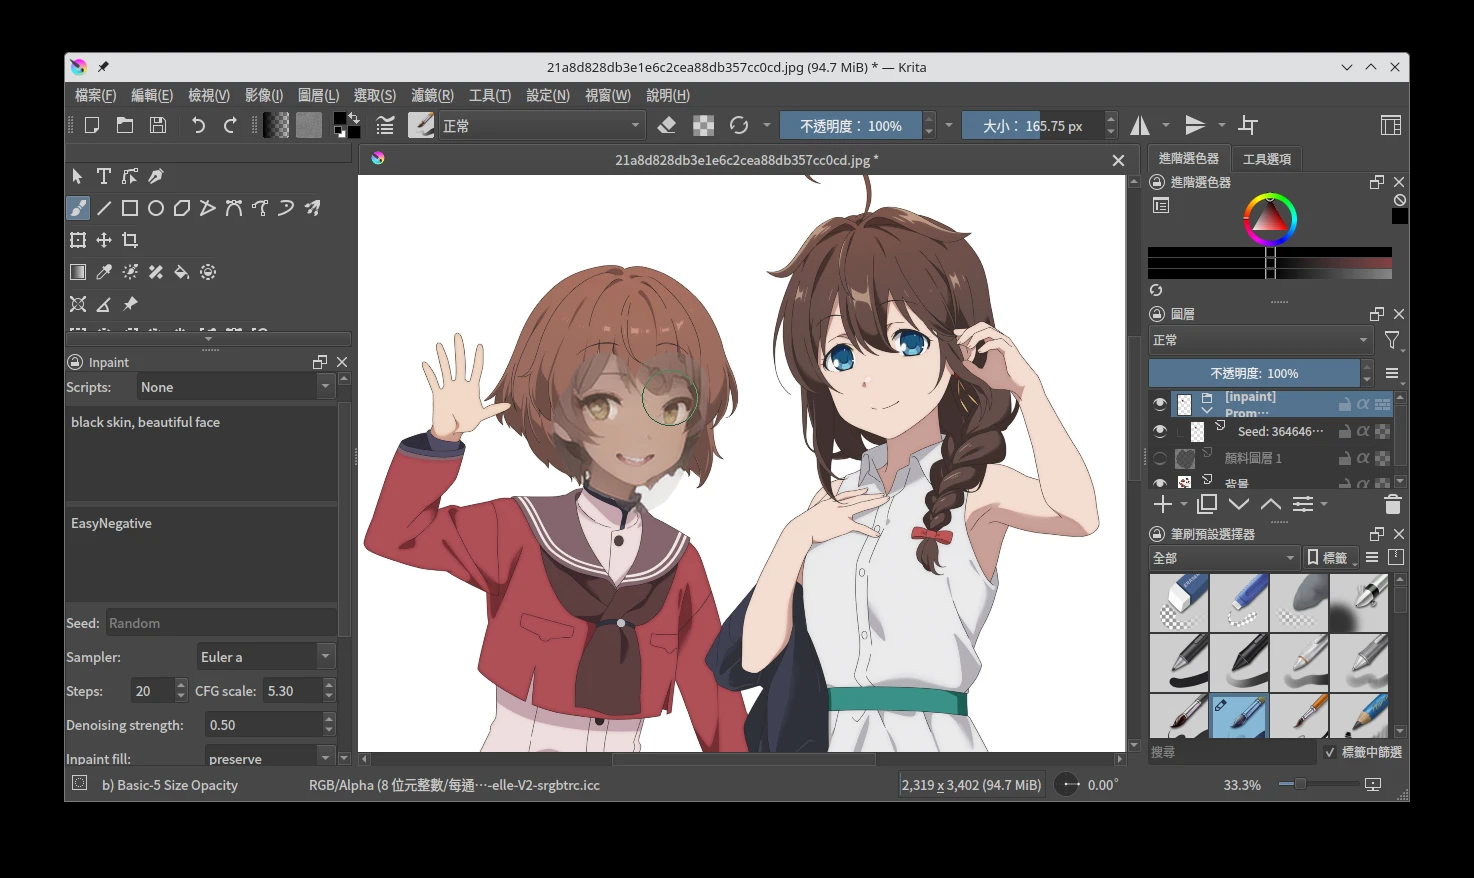 21a8d828db3e1e6c2cea88db357cc0cd.jpg (94.7 MiB) * — Krita
檔案(F) 編輯(E) 檢視(V) 影像(I) 圖層(L) 選取(S) 濾鏡(R) 工具(T) 設定(N) 視窗(W) 說明(H)
正常
不透明度： 100%
大小： 165.75 px
21a8d828db3e1e6c2cea88db357cc0cd.jpg *
Inpaint
Scripts: None
black skin, beautiful face
EasyNegative
Seed: Random
Sampler: Euler a
Steps: 20 CFG scale: 5.30
Denoising strength: 0.50
Inpaint fill: preserve
進階選色器 工具選項
進階選色器
圖層
正常
不透明度: 100%
[inpaint]
Prom…
Seed: 364646…
顏料圖層 1
背景
筆刷預設選擇器
全部 標籤
搜尋 標籤中篩選
b) Basic-5 Size Opacity RGB/Alpha (8 位元整數/每通…-elle-V2-srgbtrc.icc 2,319 x 3,402 (94.7 MiB) 0.00° 33.3%